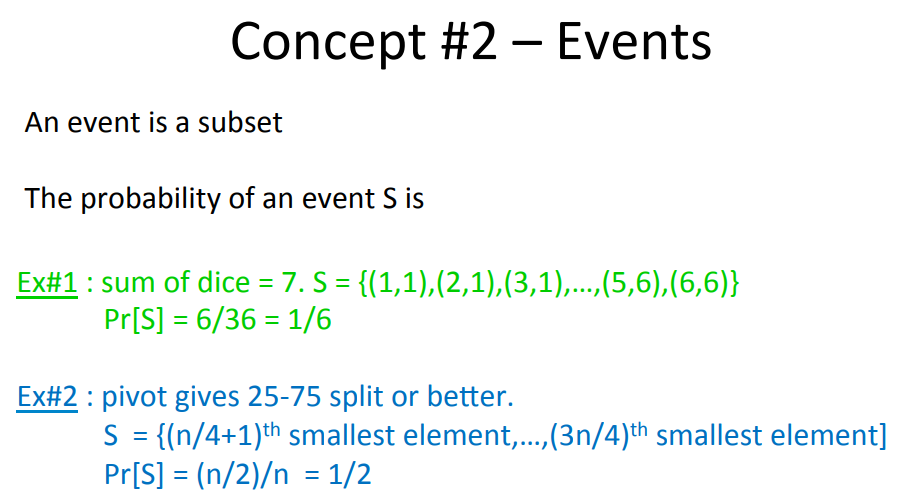 Concept #2 – Events
An event is a subset
The probability of an event S is
Ex#1 : sum of dice = 7. S = {(1,1),(2,1),(3,1),…,(5,6),(6,6)}
Pr[S] = 6/36 = 1/6
Ex#2 : pivot gives 25-75 split or better.
S = {(n/4+1)th smallest element,…,(3n/4)th smallest element]
Pr[S] = (n/2)/n = 1/2